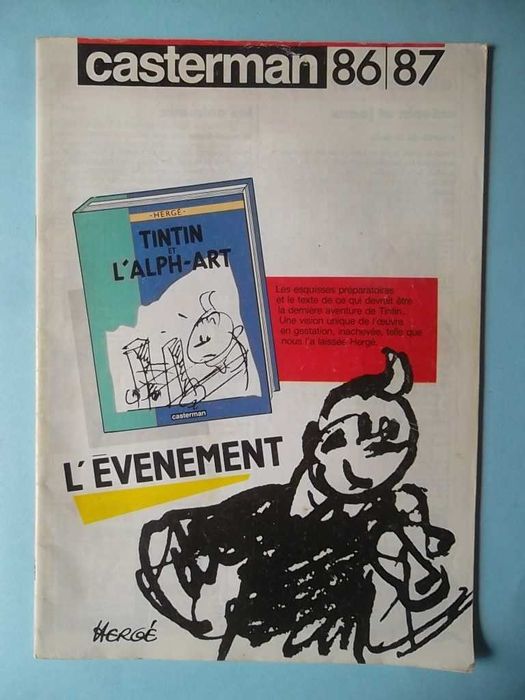 casterman 86|87
-HERGÉ-
TINTIN
ET
L'ALPH-ART
casterman
Les esquisses préparatoires
et le texte de ce qui devrait être
la dernière aventure de Tintin.
Une vision unique de l'œuvre
en gestation, inachevée, telle que
nous l'a laissée Hergé.
L'ÉVENEMENT
HERGÉ